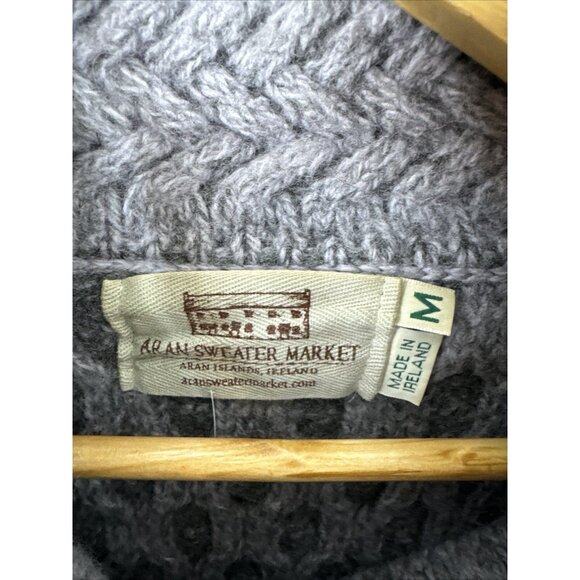 ARAN SWEATER MARKET
ARAN ISLANDS, IRELAND
aransweatermarket.com
M
MADE IN
IRELAND